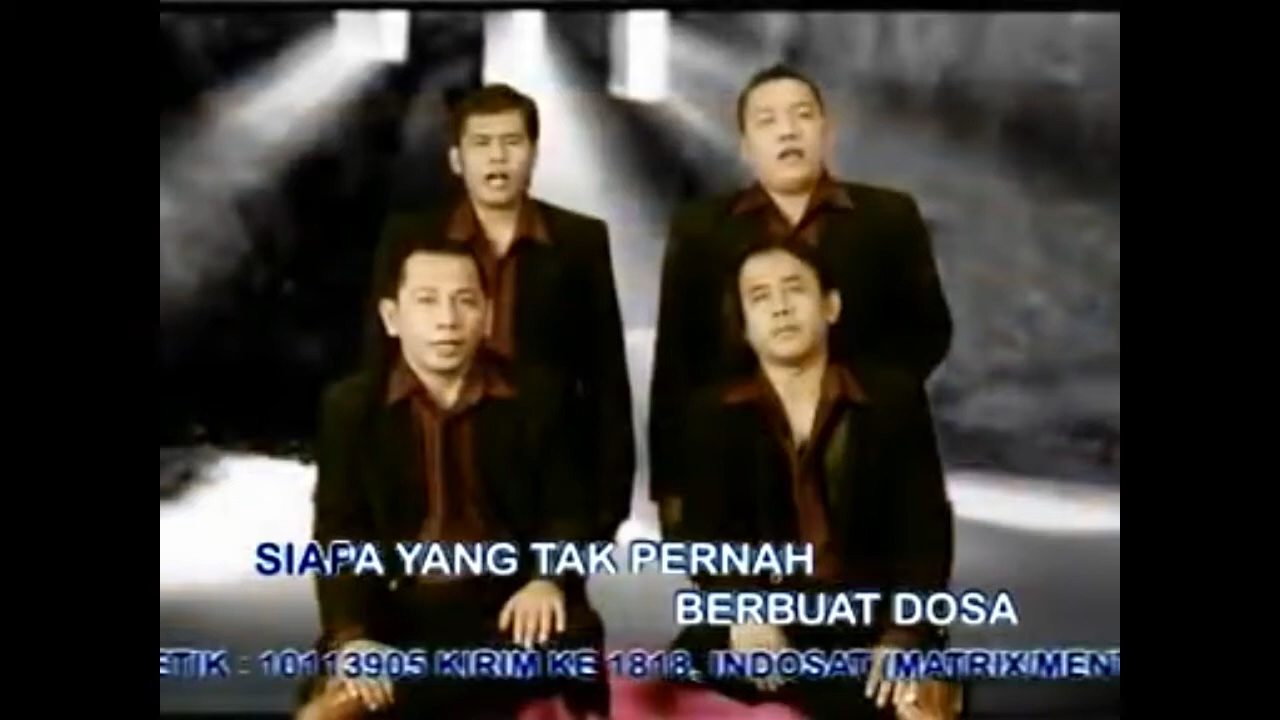 SIAPA YANG TAK PERNAH
BERBUAT DOSA
ETIK : 10113905 KIRIM KE 1818, INDOSAT (MATRIX/MENT